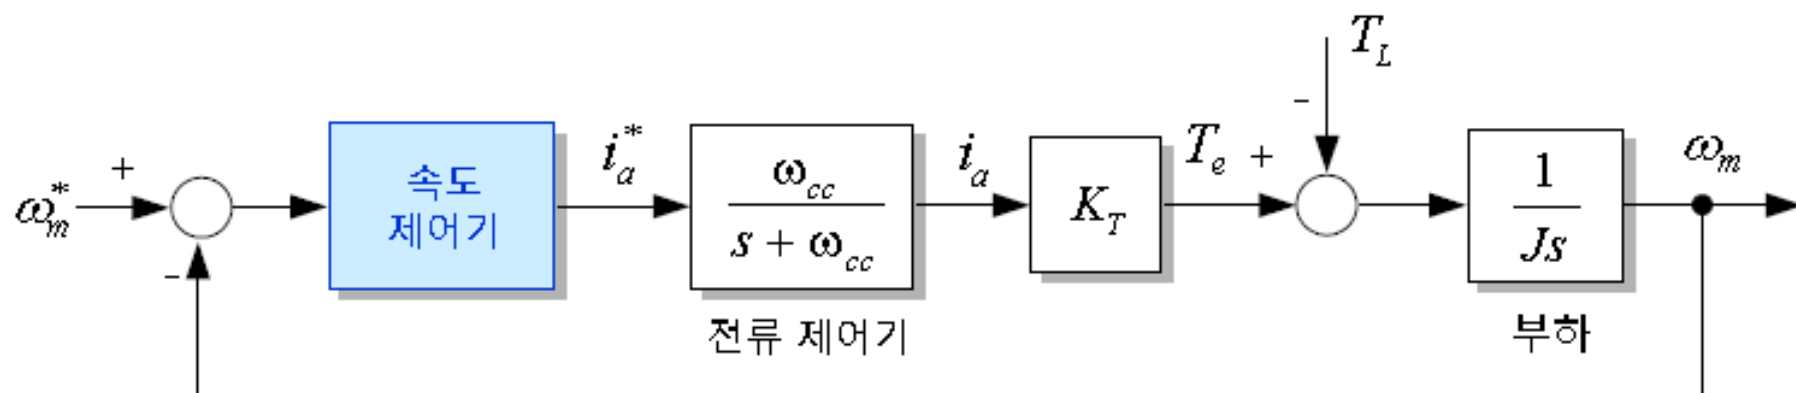 T_L
-
+
ω_m^*
-
속도
제어기
i_a^*
ω_cc
s + ω_cc
전류 제어기
i_a
K_T
T_e +
1
Js
부하
ω_m